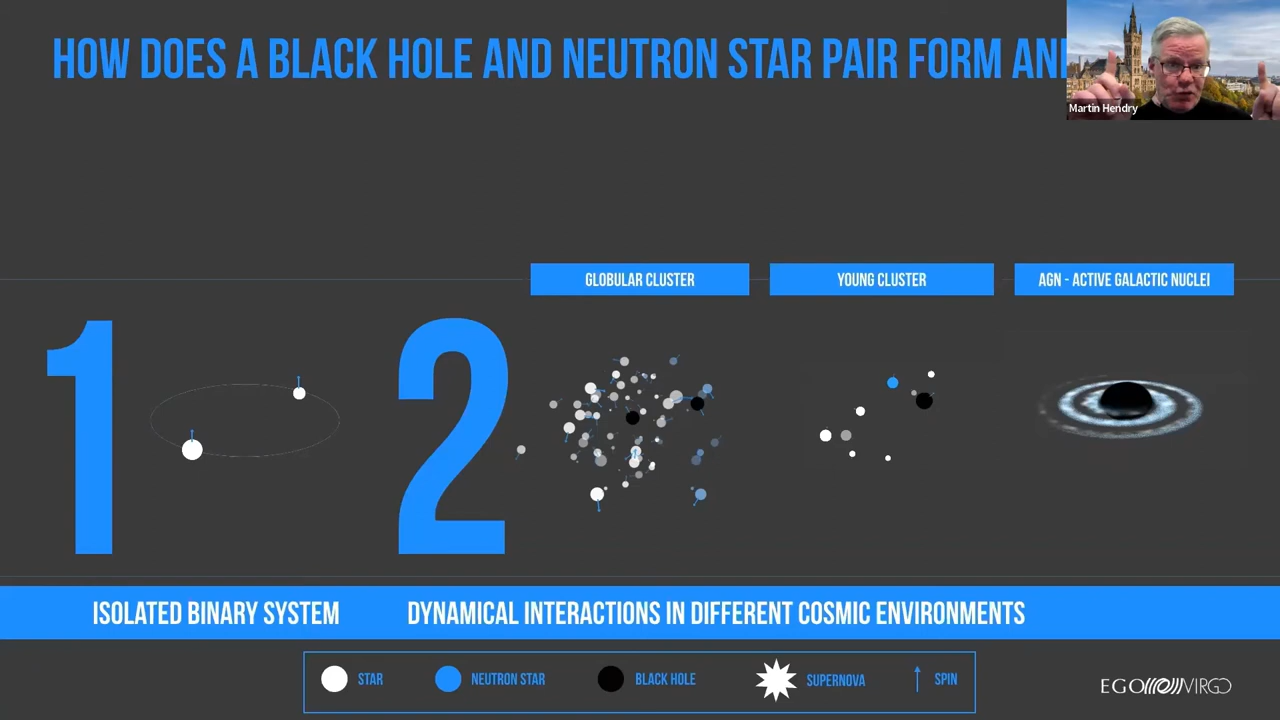 HOW DOES A BLACK HOLE AND NEUTRON STAR PAIR FORM AN
Martin Hendry
GLOBULAR CLUSTER
YOUNG CLUSTER
AGN - ACTIVE GALACTIC NUCLEI
1
2
ISOLATED BINARY SYSTEM
DYNAMICAL INTERACTIONS IN DIFFERENT COSMIC ENVIRONMENTS
STAR
NEUTRON STAR
BLACK HOLE
SUPERNOVA
SPIN
EGO VIRGO